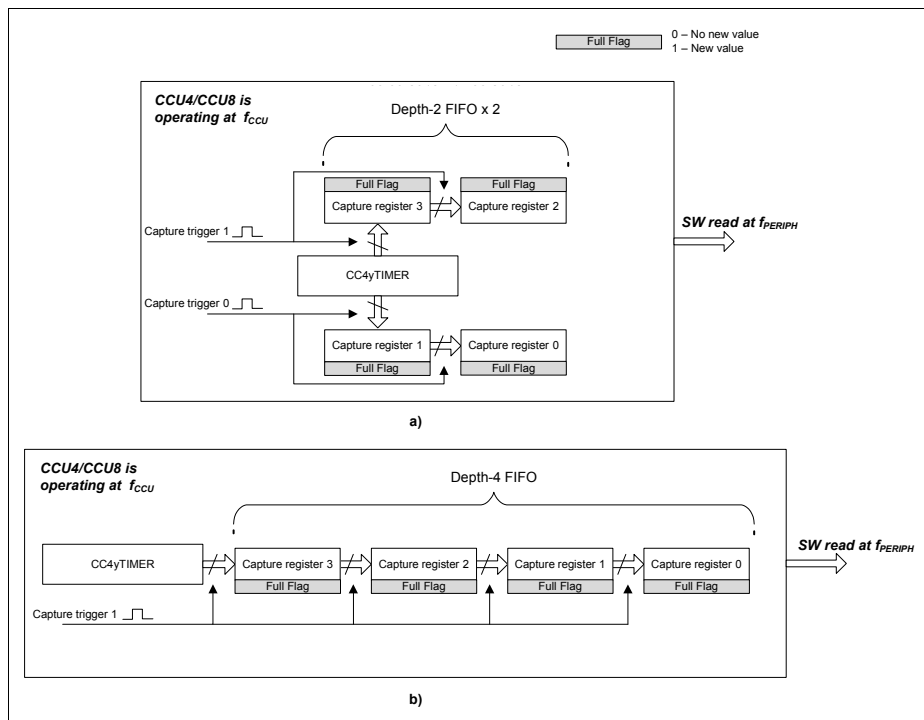 Full Flag
0 – No new value
1 – New value
CCU4/CCU8 is
operating at fCCU
Depth-2 FIFO x 2
Full Flag
Full Flag
Capture register 3
Capture register 2
SW read at fPERIPH
Capture trigger 1
CC4yTIMER
Capture trigger 0
Capture register 1
Capture register 0
Full Flag
Full Flag
a)
CCU4/CCU8 is
operating at fCCU
Depth-4 FIFO
SW read at fPERIPH
CC4yTIMER
Capture register 3
Capture register 2
Capture register 1
Capture register 0
Full Flag
Full Flag
Full Flag
Full Flag
Capture trigger 1
b)